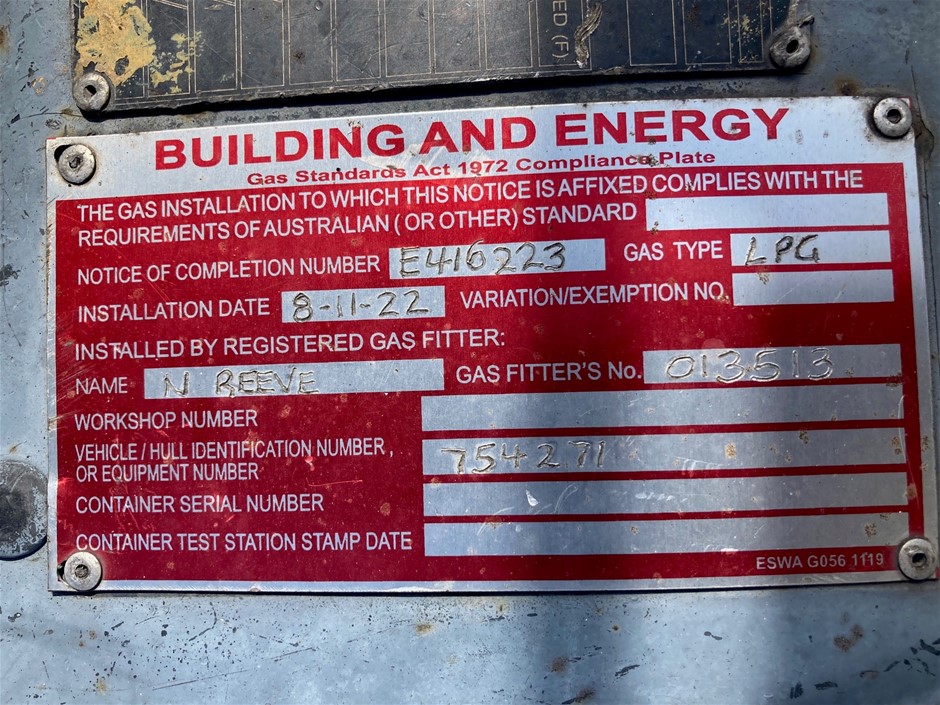 ED (F)
BUILDING AND ENERGY
Gas Standards Act 1972 Compliance Plate
THE GAS INSTALLATION TO WHICH THIS NOTICE IS AFFIXED COMPLIES WITH THE
REQUIREMENTS OF AUSTRALIAN ( OR OTHER) STANDARD
NOTICE OF COMPLETION NUMBER E416223 GAS TYPE LPG
INSTALLATION DATE 8-11-22 VARIATION/EXEMPTION NO
INSTALLED BY REGISTERED GAS FITTER:
NAME N REEVE GAS FITTER'S No. 013513
WORKSHOP NUMBER
VEHICLE / HULL IDENTIFICATION NUMBER , 754271
OR EQUIPMENT NUMBER
CONTAINER SERIAL NUMBER
CONTAINER TEST STATION STAMP DATE
ESWA G056 1119